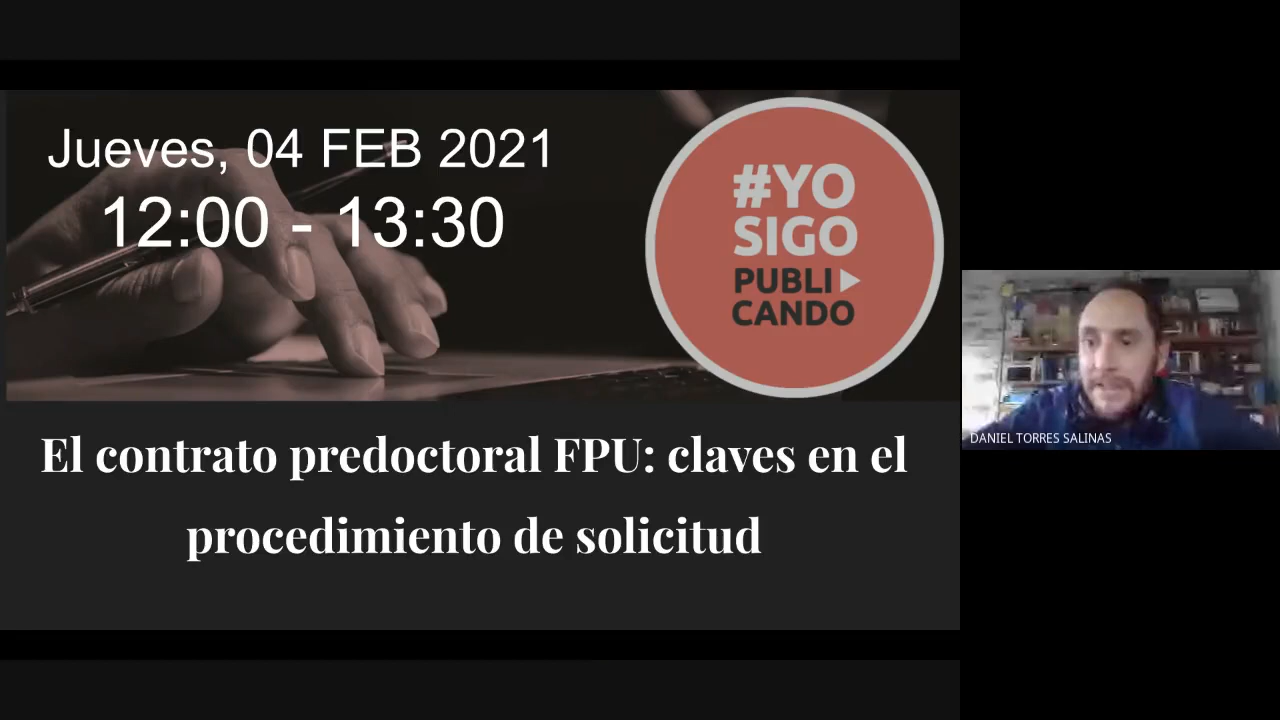 Jueves, 04 FEB 2021
12:00 - 13:30
#YO
SIGO
PUBLI
CANDO
El contrato predoctoral FPU: claves en el
procedimiento de solicitud
DANIEL TORRES SALINAS